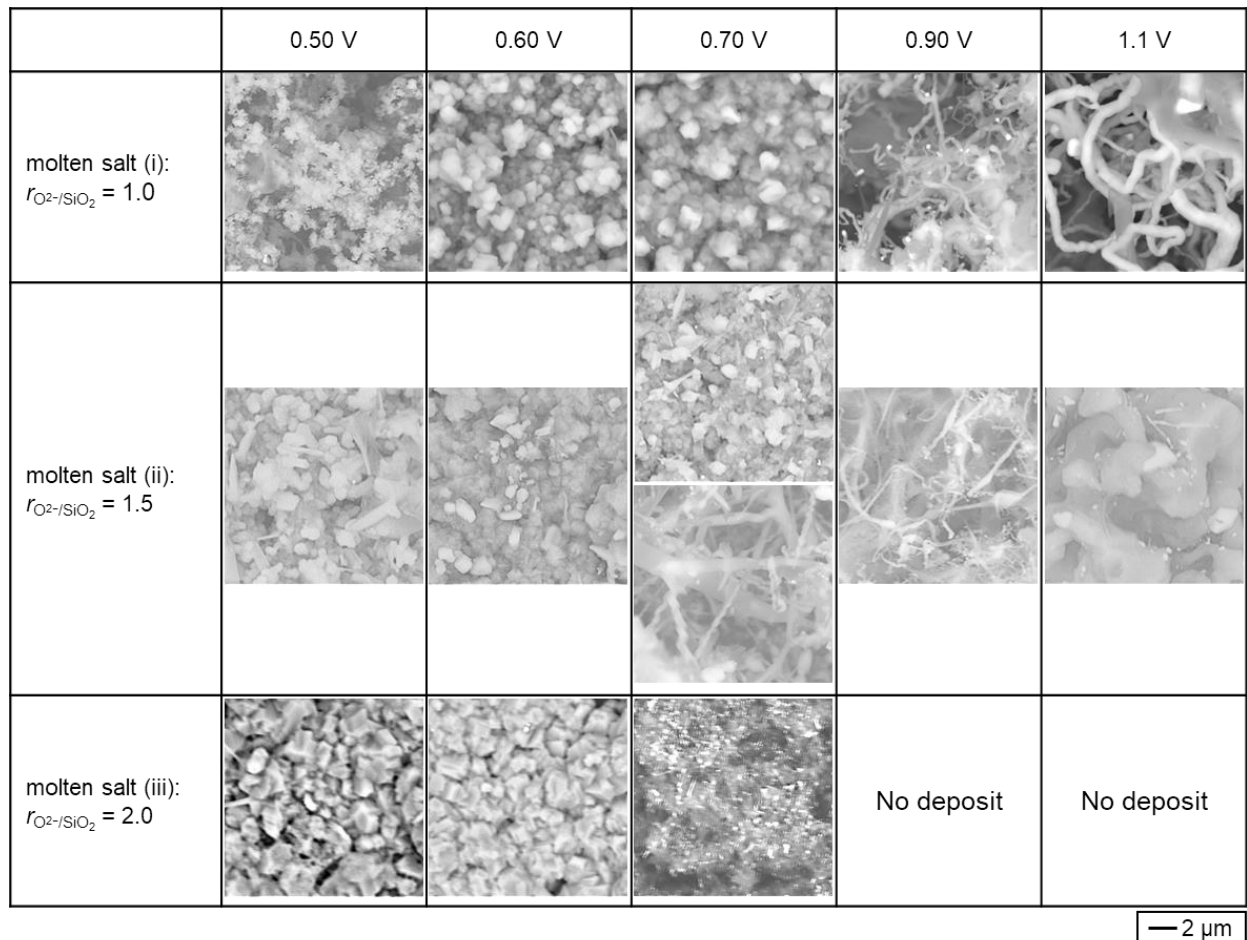 0.50 V
0.60 V
0.70 V
0.90 V
1.1 V
molten salt (i):
rO2−/SiO2 = 1.0
molten salt (ii):
rO2−/SiO2 = 1.5
molten salt (iii):
rO2−/SiO2 = 2.0
No deposit
No deposit
2 μm